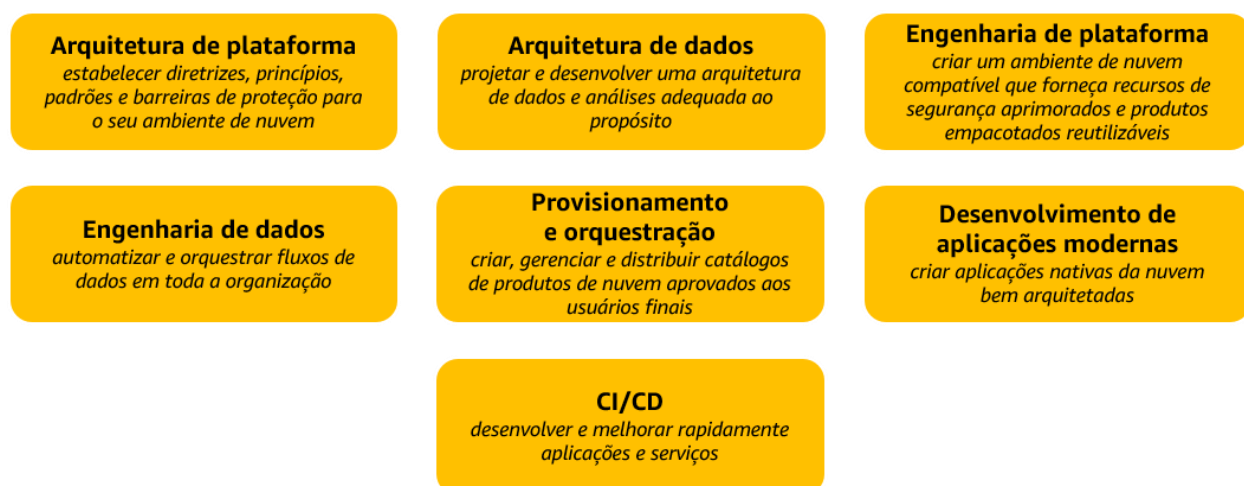 Arquitetura de plataforma
estabelecer diretrizes, princípios,
padrões e barreiras de proteção para
o seu ambiente de nuvem
Arquitetura de dados
projetar e desenvolver uma arquitetura
de dados e análises adequada ao
propósito
Engenharia de plataforma
criar um ambiente de nuvem
compatível que forneça recursos de
segurança aprimorados e produtos
empacotados reutilizáveis
Engenharia de dados
automatizar e orquestrar fluxos de
dados em toda a organização
Provisionamento
e orquestração
criar, gerenciar e distribuir catálogos
de produtos de nuvem aprovados aos
usuários finais
Desenvolvimento de
aplicações modernas
criar aplicações nativas da nuvem
bem arquitetadas
CI/CD
desenvolver e melhorar rapidamente
aplicações e serviços